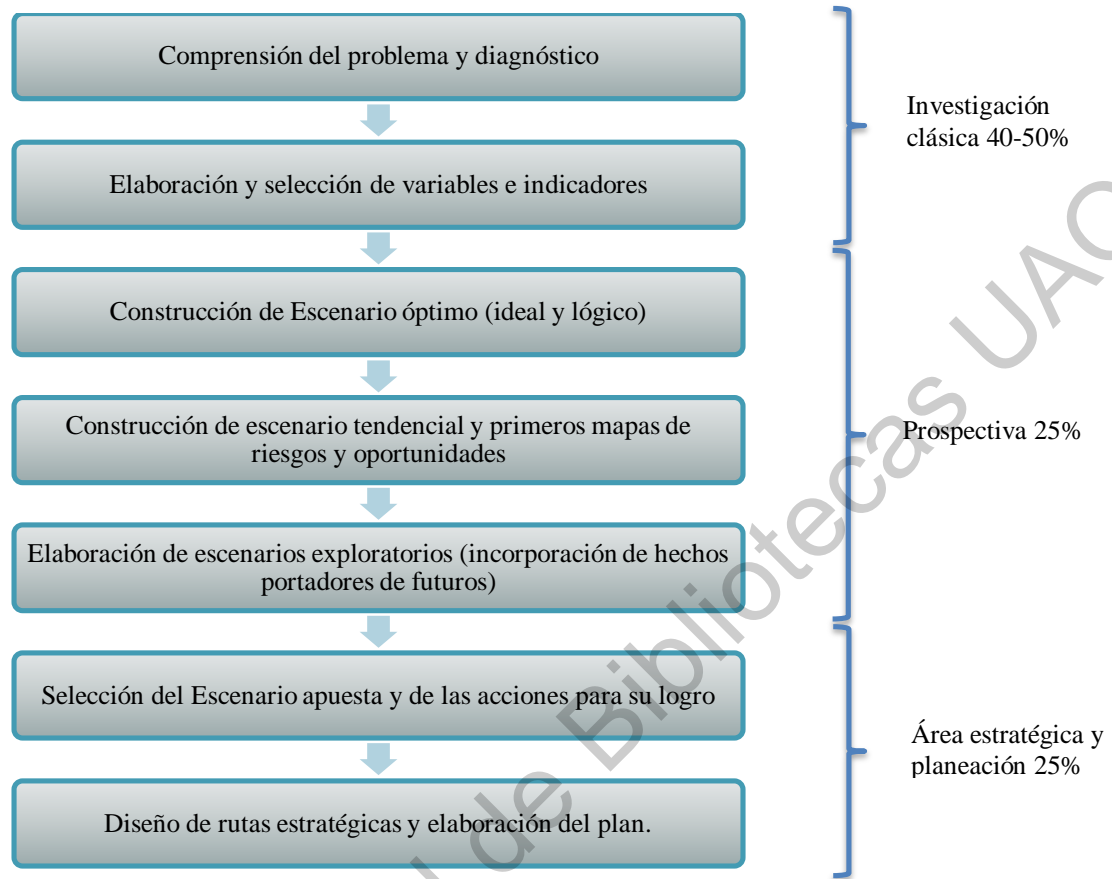 Comprensión del problema y diagnóstico
Elaboración y selección de variables e indicadores
Investigación
clásica 40-50%
Construcción de Escenario óptimo (ideal y lógico)
Construcción de escenario tendencial y primeros mapas de
riesgos y oportunidades
Elaboración de escenarios exploratorios (incorporación de hechos
portadores de futuros)
Prospectiva 25%
Selección del Escenario apuesta y de las acciones para su logro
Diseño de rutas estratégicas y elaboración del plan.
Área estratégica y
planeación 25%
de Bibliotecas UAQ